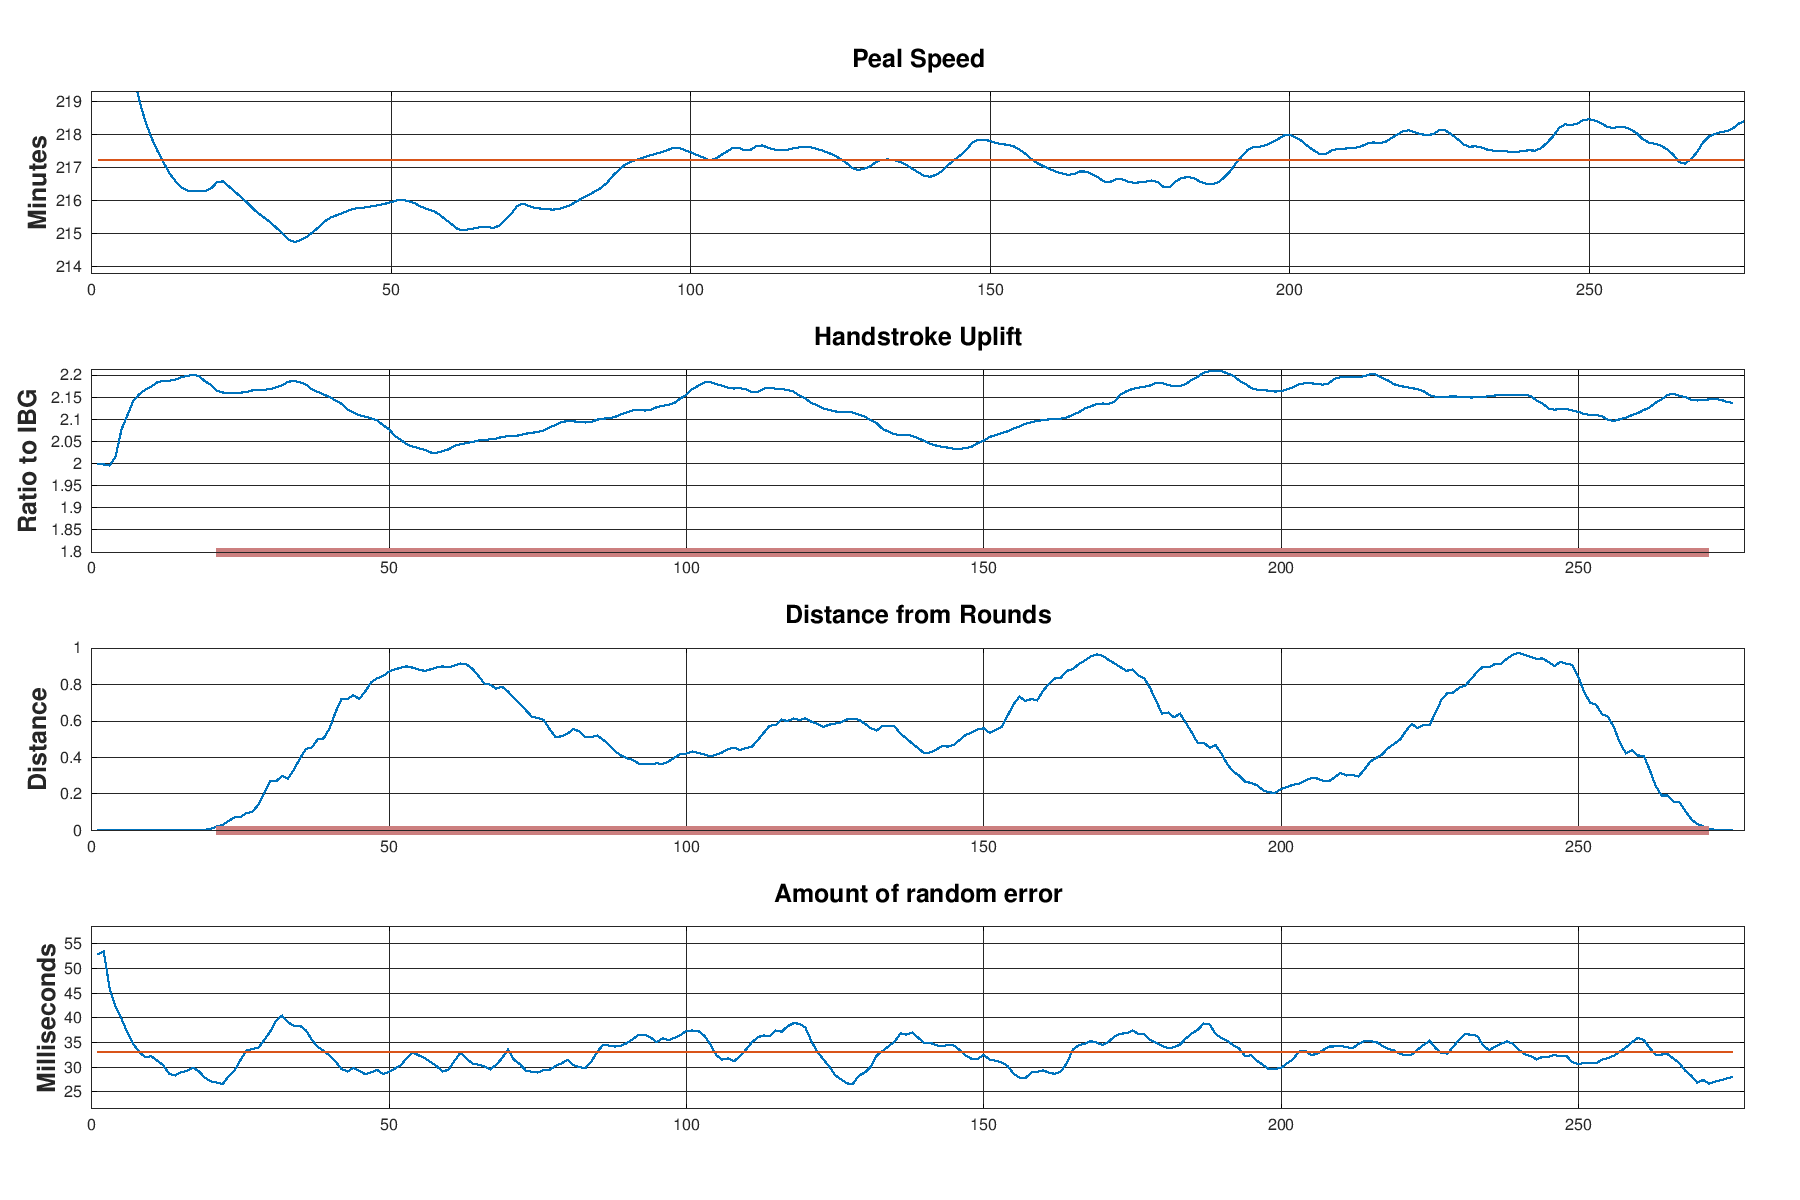 Peal Speed
Minutes
219
218
217
216
215
214
0 50 100 150 200 250
Handstroke Uplift
Ratio to IBG
2.2
2.15
2.1
2.05
2
1.95
1.9
1.85
1.8
0 50 100 150 200 250
Distance from Rounds
Distance
1
0.8
0.6
0.4
0.2
0
0 50 100 150 200 250
Amount of random error
Milliseconds
55
50
45
40
35
30
25
0 50 100 150 200 250